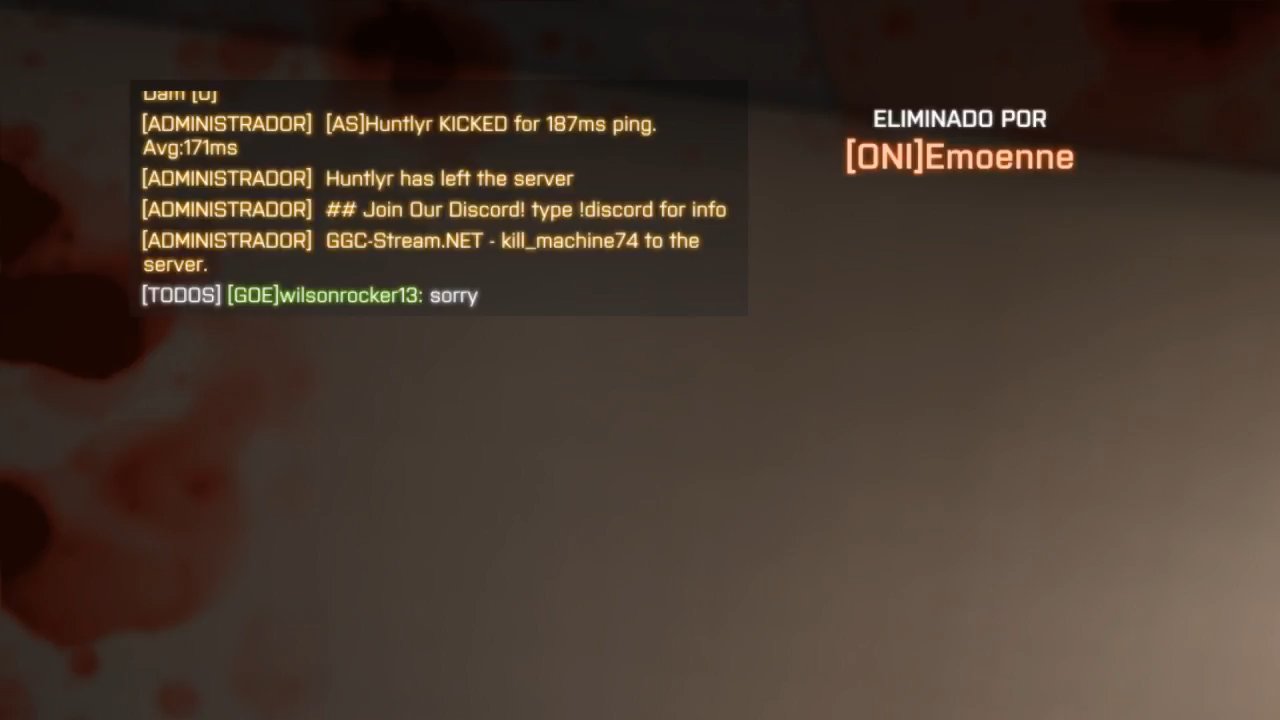 Dam [0]
[ADMINISTRADOR] [AS]Huntlyr KICKED for 187ms ping.
Avg:171ms
[ADMINISTRADOR] Huntlyr has left the server
[ADMINISTRADOR] ## Join Our Discord! type !discord for info
[ADMINISTRADOR] GGC-Stream.NET - kill_machine74 to the
server.
[TODOS] [GOE]wilsonrocker13: sorry
ELIMINADO POR
[ONI]Emoenne